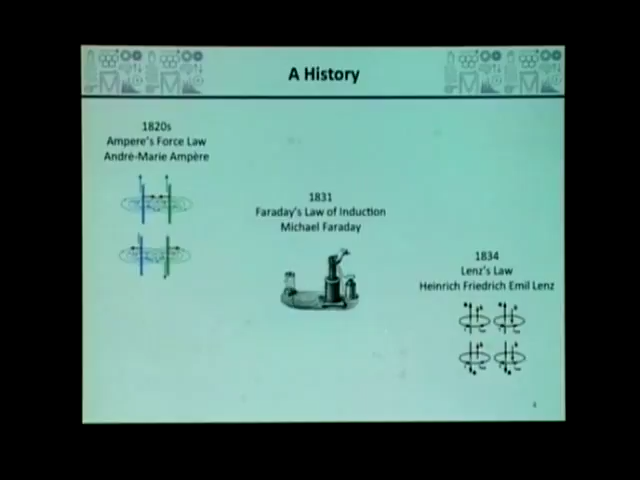 A History
1820s
Ampere's Force Law
André-Marie Ampère
1831
Faraday's Law of Induction
Michael Faraday
1834
Lenz's Law
Heinrich Friedrich Emil Lenz